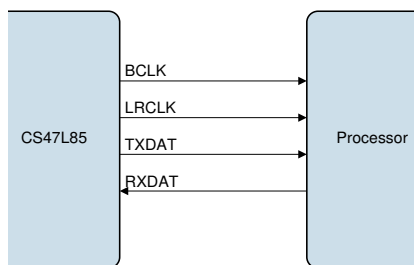 BCLK
LRCLK
CS47L85
TXDAT
Processor
RXDAT